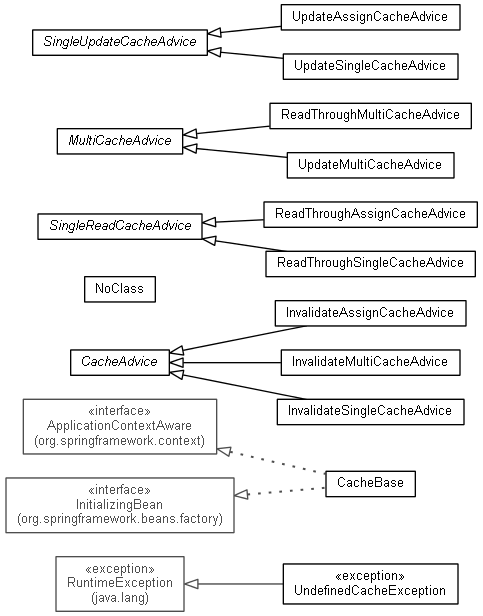 UpdateAssignCacheAdvice
SingleUpdateCacheAdvice
UpdateSingleCacheAdvice
ReadThroughMultiCacheAdvice
MultiCacheAdvice
UpdateMultiCacheAdvice
ReadThroughAssignCacheAdvice
SingleReadCacheAdvice
ReadThroughSingleCacheAdvice
NoClass
InvalidateAssignCacheAdvice
CacheAdvice
InvalidateMultiCacheAdvice
InvalidateSingleCacheAdvice
«interface»
ApplicationContextAware
(org.springframework.context)
CacheBase
«interface»
InitializingBean
(org.springframework.beans.factory)
«exception»
RuntimeException
(java.lang)
«exception»
UndefinedCacheException